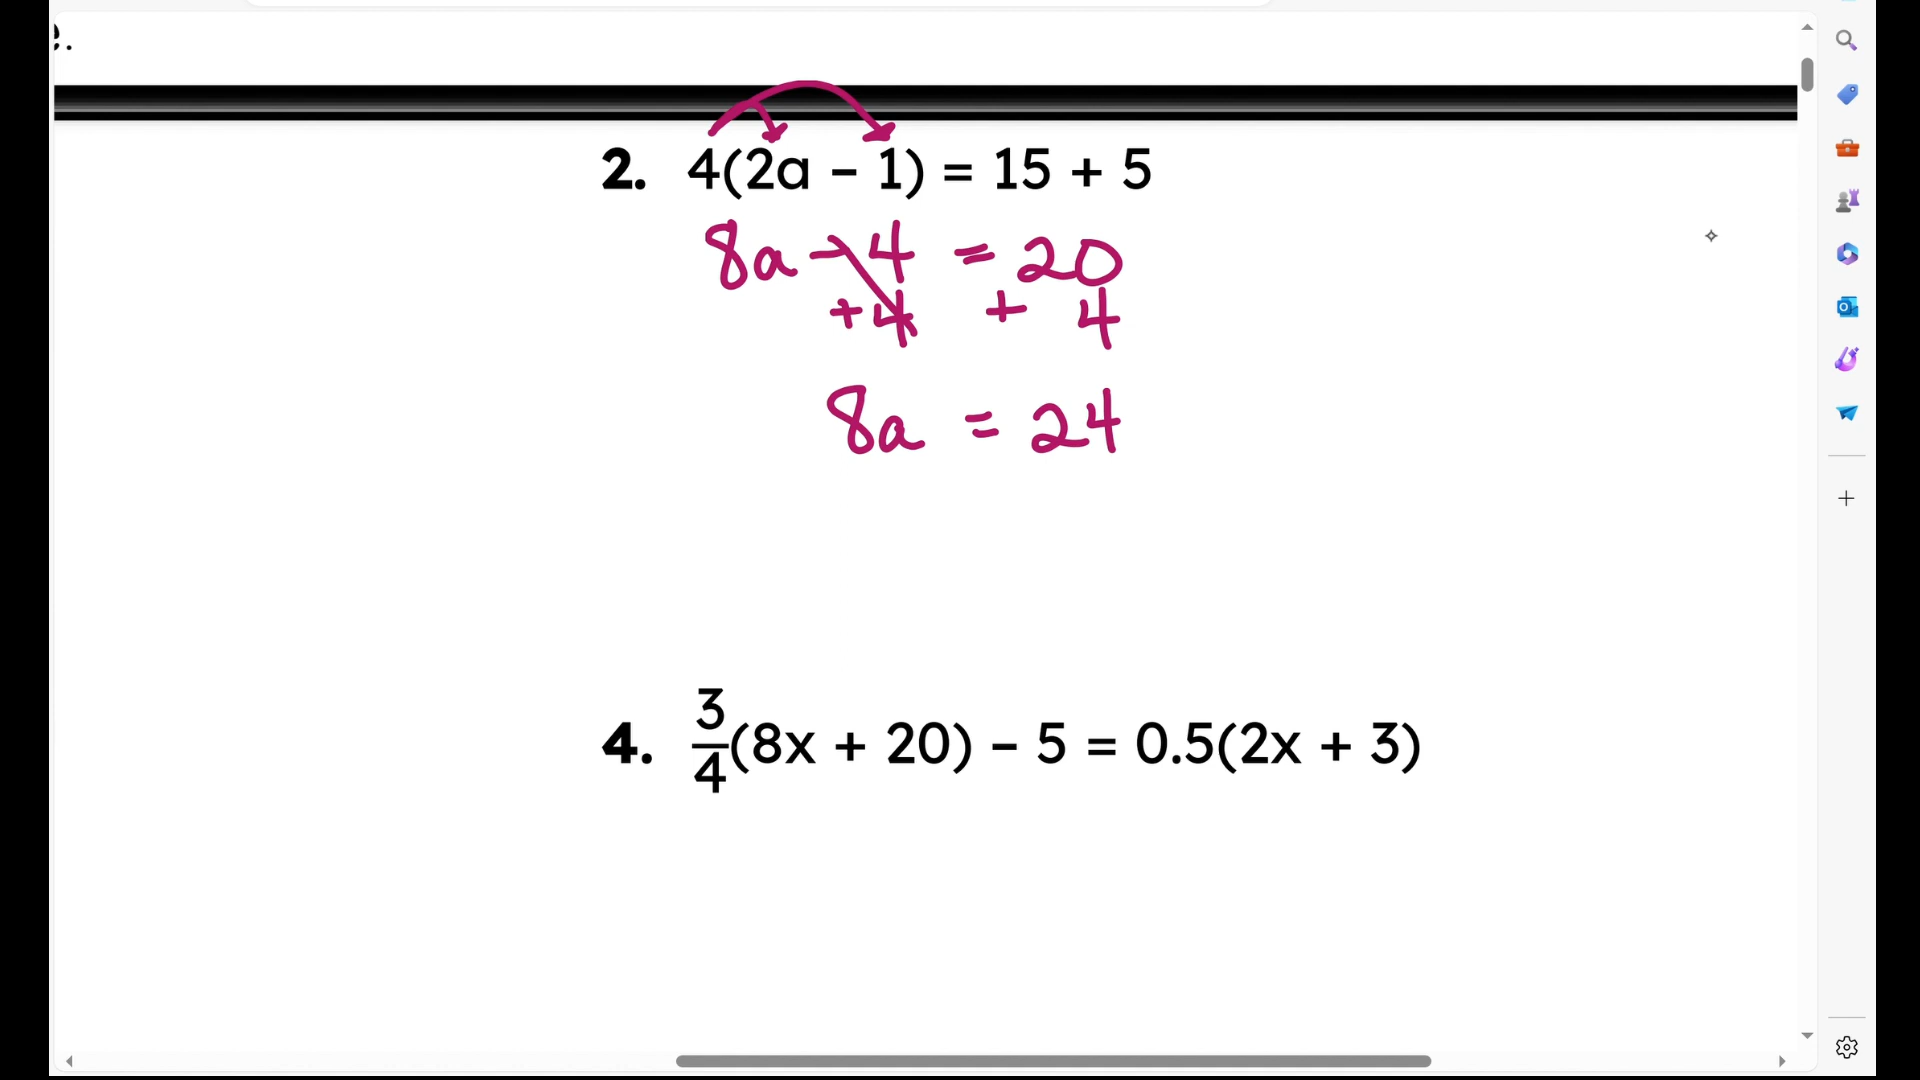 e.
2. 4(2a – 1) = 15 + 5
8a - 4 = 20
+4 + 4
8a = 24
4. 3/4(8x + 20) – 5 = 0.5(2x + 3)